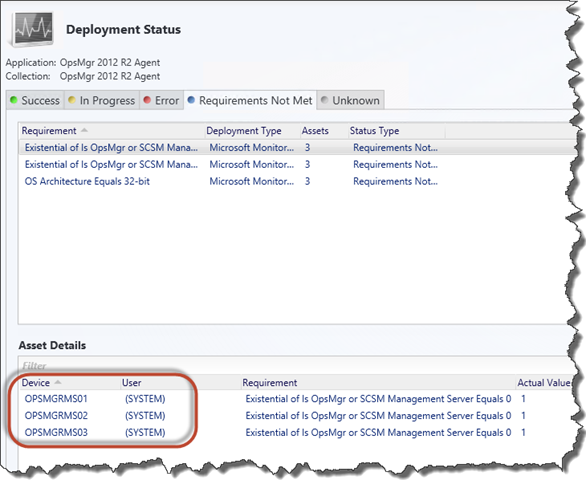 Deployment Status
Application: OpsMgr 2012 R2 Agent
Collection: OpsMgr 2012 R2 Agent
Success In Progress Error Requirements Not Met Unknown
Requirement Deployment Type Assets Status Type
Existential of Is OpsMgr or SCSM Mana... Microsoft Monitor... 3 Requirements Not...
Existential of Is OpsMgr or SCSM Mana... Microsoft Monitor... 3 Requirements Not...
OS Architecture Equals 32-bit Microsoft Monitor... 3 Requirements Not...
Asset Details
Filter
Device User Requirement Actual Value
OPSMGRMS01 (SYSTEM) Existential of Is OpsMgr or SCSM Management Server Equals 0 1
OPSMGRMS02 (SYSTEM) Existential of Is OpsMgr or SCSM Management Server Equals 0 1
OPSMGRMS03 (SYSTEM) Existential of Is OpsMgr or SCSM Management Server Equals 0 1